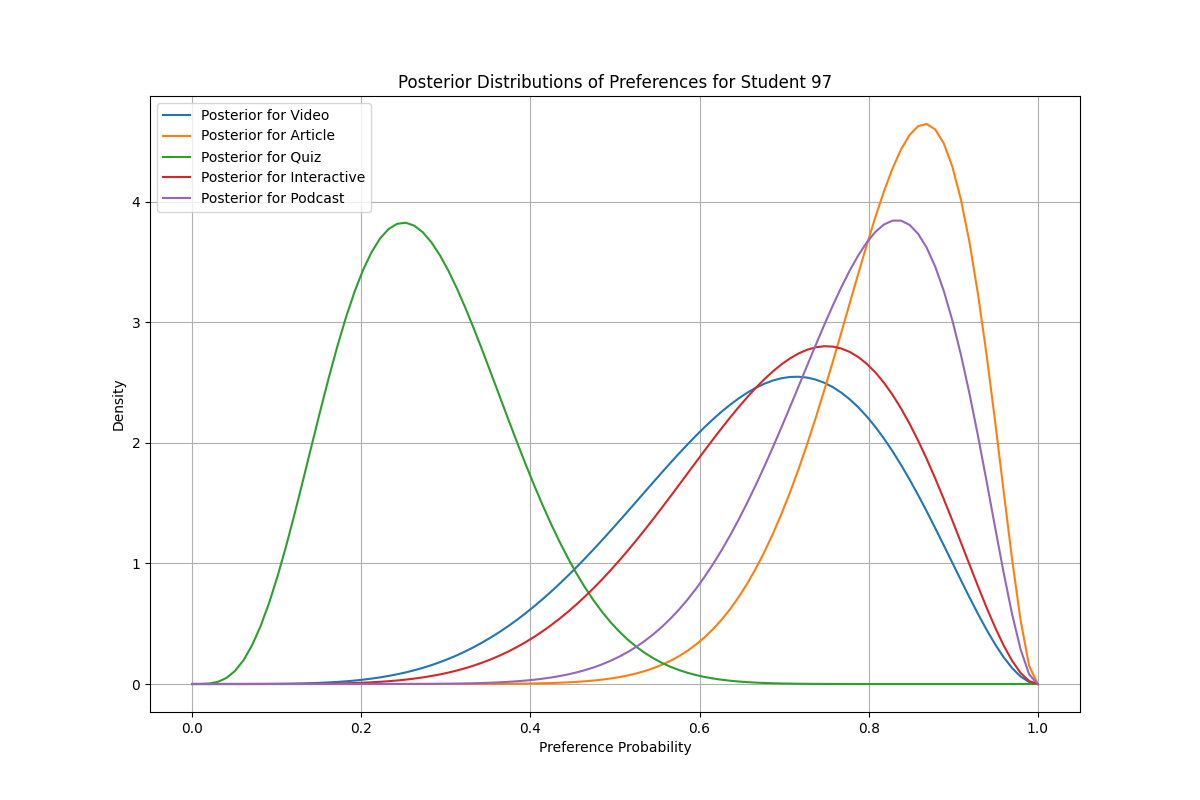 Posterior Distributions of Preferences for Student 97
Posterior for Video
Posterior for Article
Posterior for Quiz
Posterior for Interactive
Posterior for Podcast
Density
4
3
2
1
0
0.0 0.2 0.4 0.6 0.8 1.0
Preference Probability